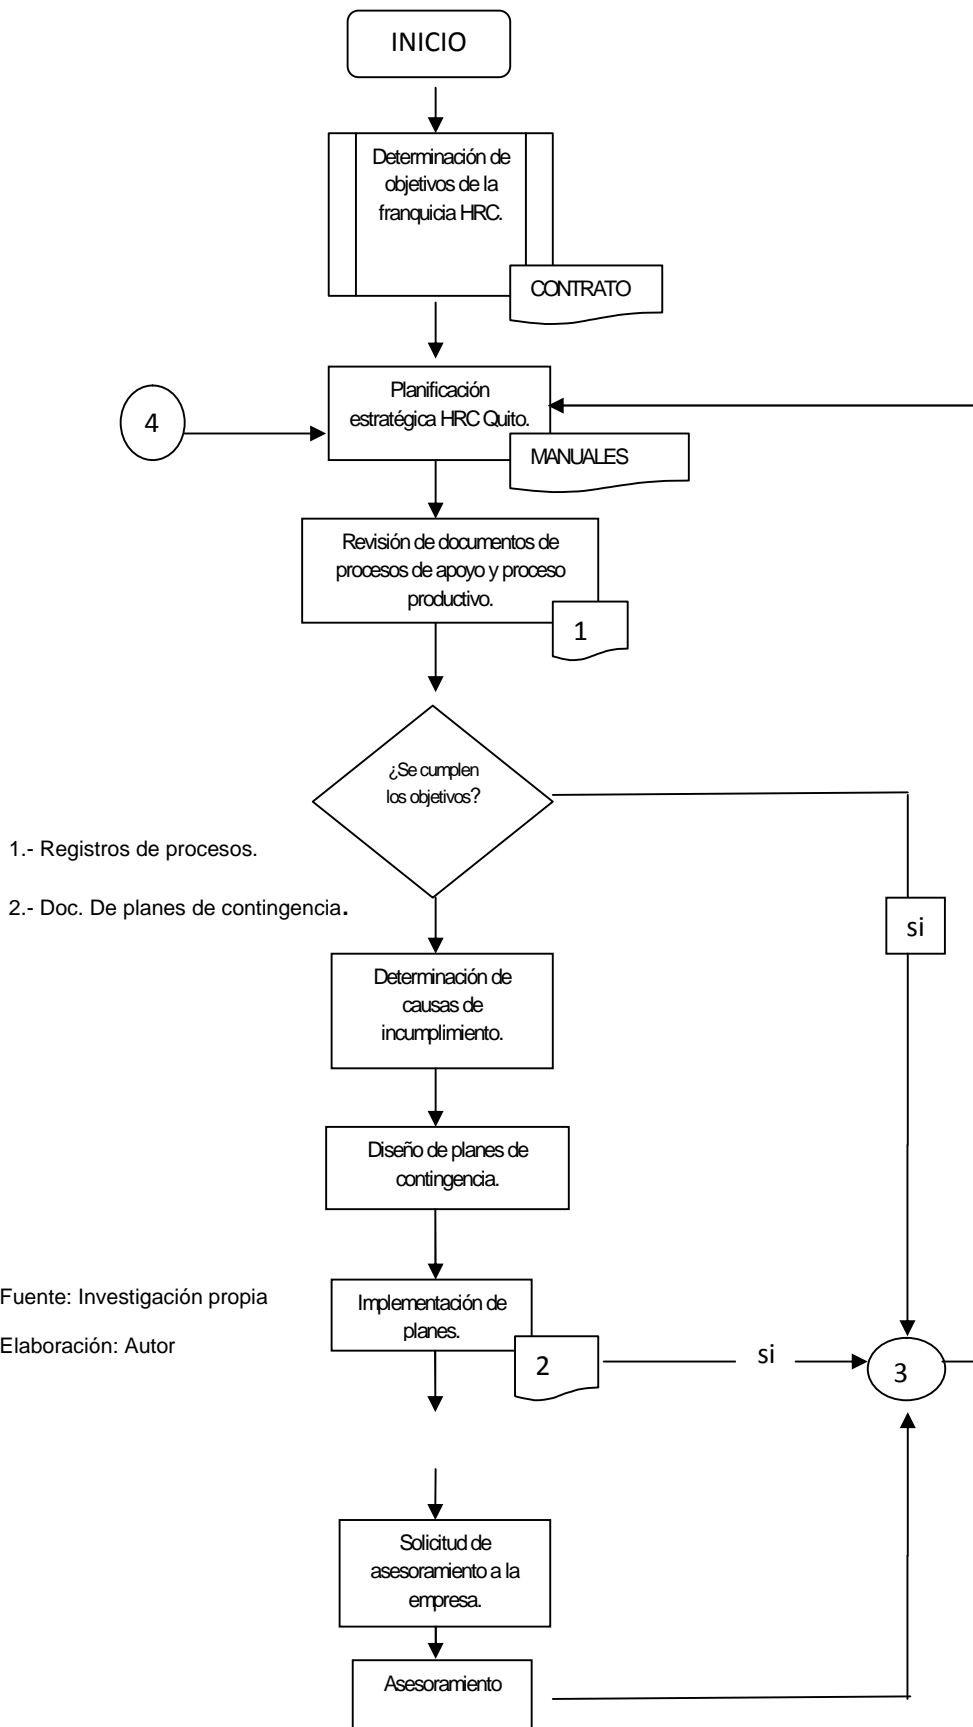 INICIO
Determinación de
objetivos de la
franquicia HRC.
CONTRATO
Planificación
estratégica HRC Quito.
4
MANUALES
Revisión de documentos de
procesos de apoyo y proceso
productivo.
1
¿Se cumplen
los objetivos?
1.- Registros de procesos.
2.- Doc. De planes de contingencia.
si
Determinación de
causas de
incumplimiento.
Diseño de planes de
contingencia.
Fuente: Investigación propia
Elaboración: Autor
Implementación de
planes.
2
si
3
Solicitud de
asesoramiento a la
empresa.
Asesoramiento